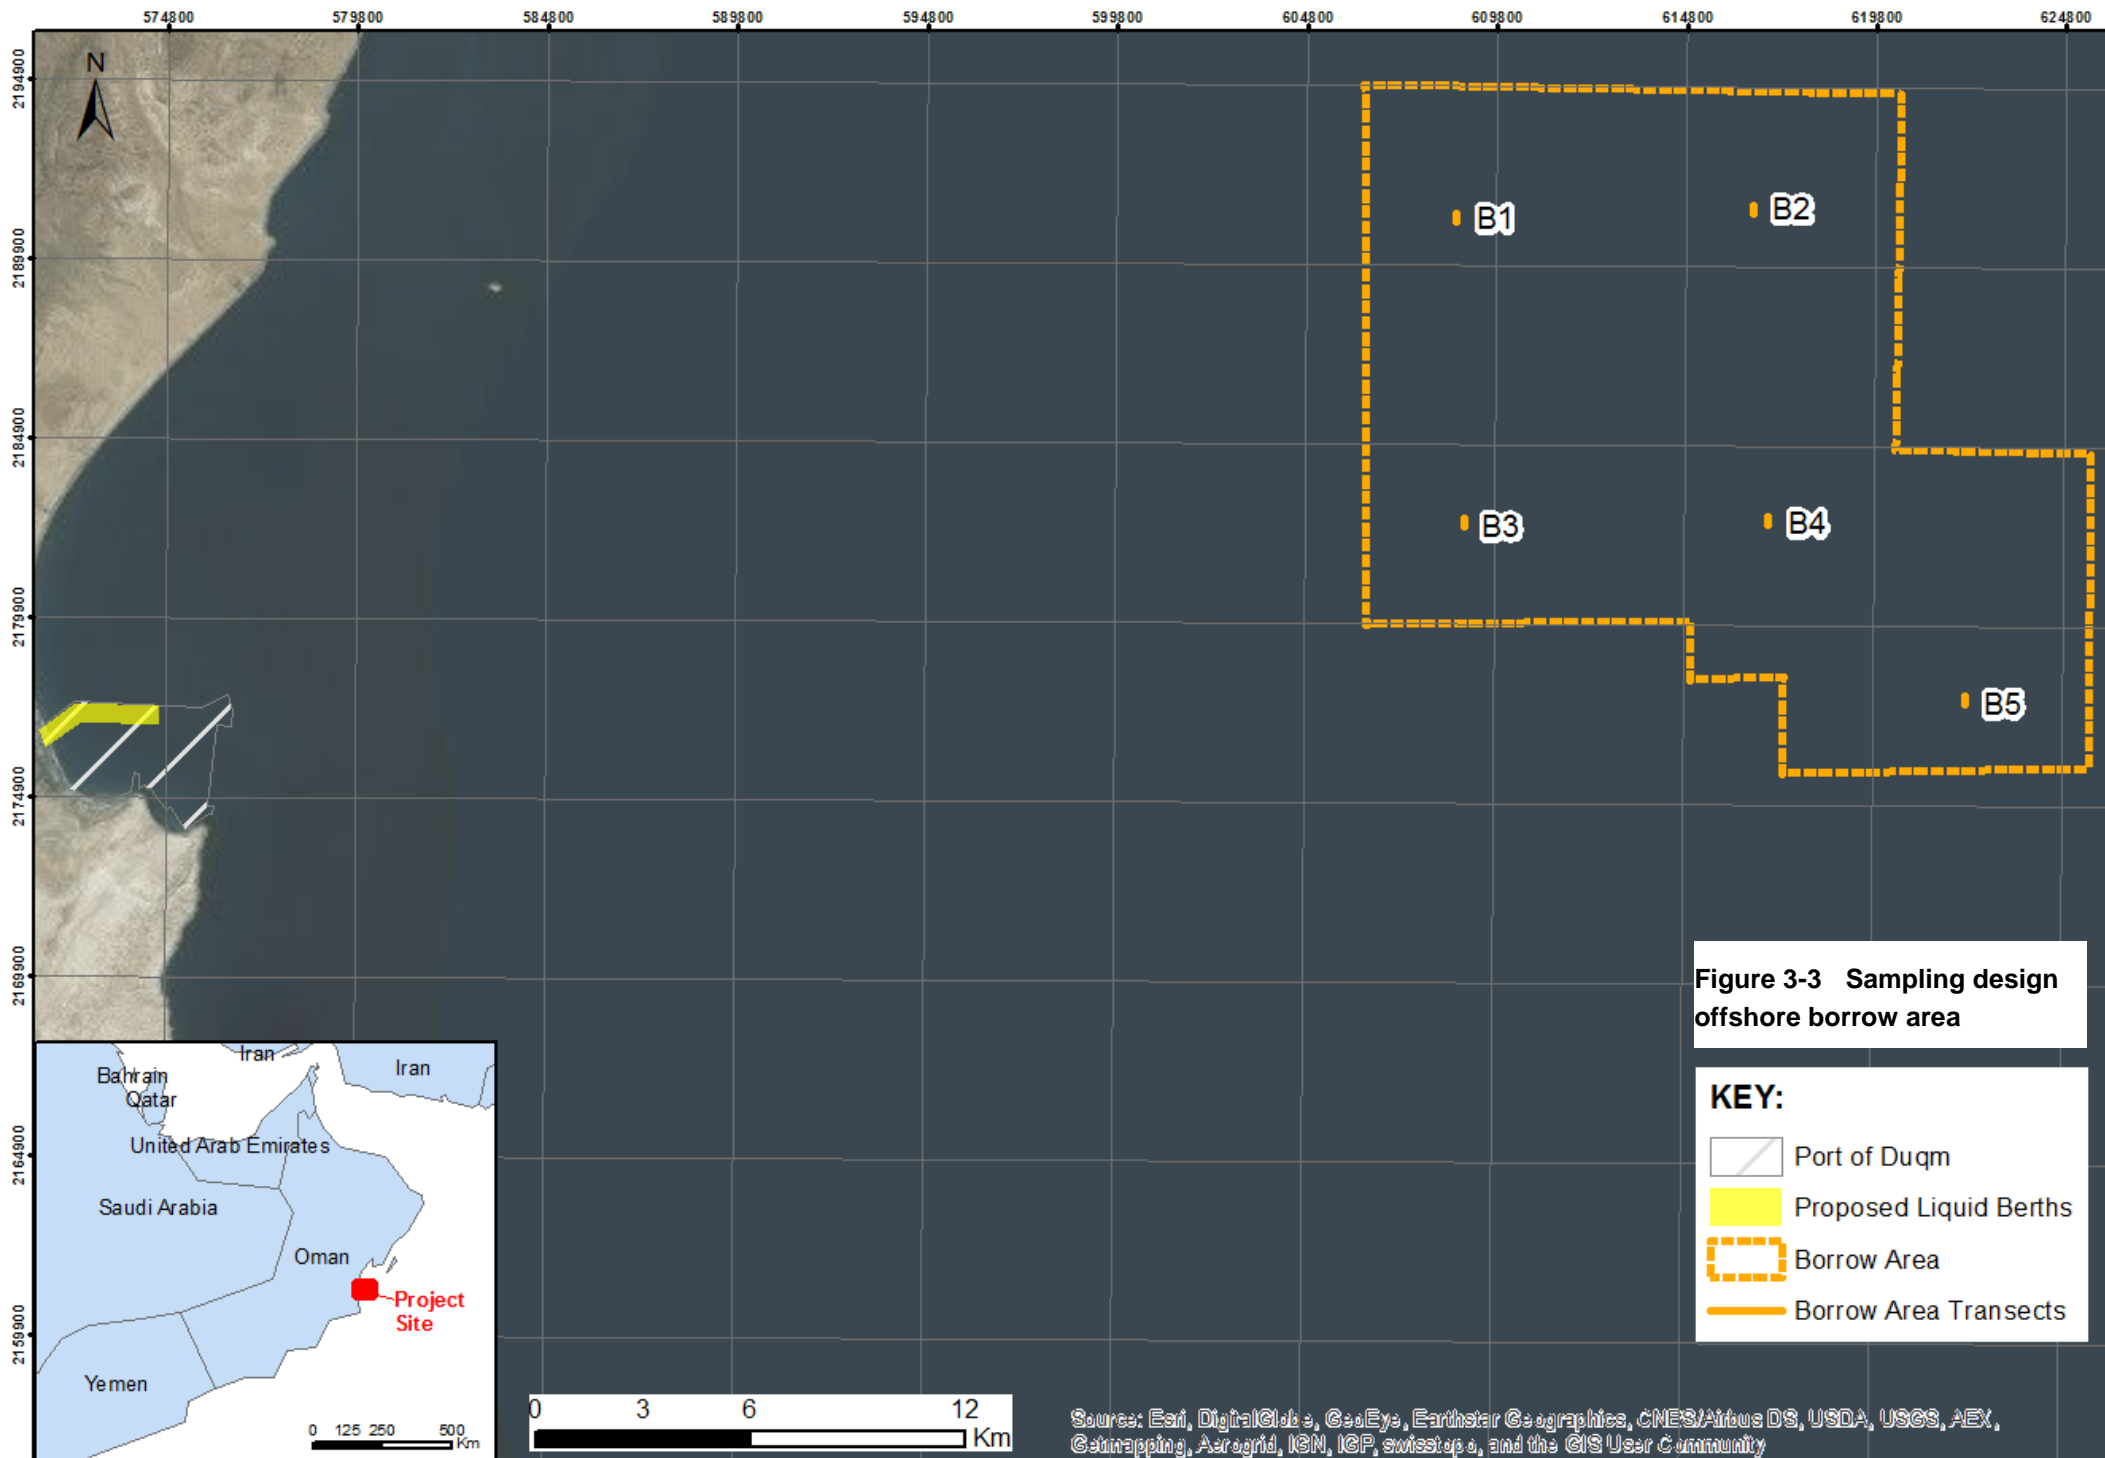 574800 579800 584800 589800 594800 599800 604800 609800 614800 619800 624800
2194900
2189900
2184900
2179900
2174900
2169900
2164900
2159900
N
B1
B2
B3
B4
B5
Figure 3-3 Sampling design
offshore borrow area
KEY:
Port of Duqm
Proposed Liquid Berths
Borrow Area
Borrow Area Transects
Iran
Iran
Bahrain
Qatar
United Arab Emirates
Saudi Arabia
Oman
Project
Site
Yemen
0 125 250 500
Km
0 3 6 12
Km
Source: Esri, DigitalGlobe, GeoEye, Earthstar Geographics, CNES/Airbus DS, USDA, USGS, AEX,
Getmapping, Aerogrid, IGN, IGP, swisstopo, and the GIS User Community